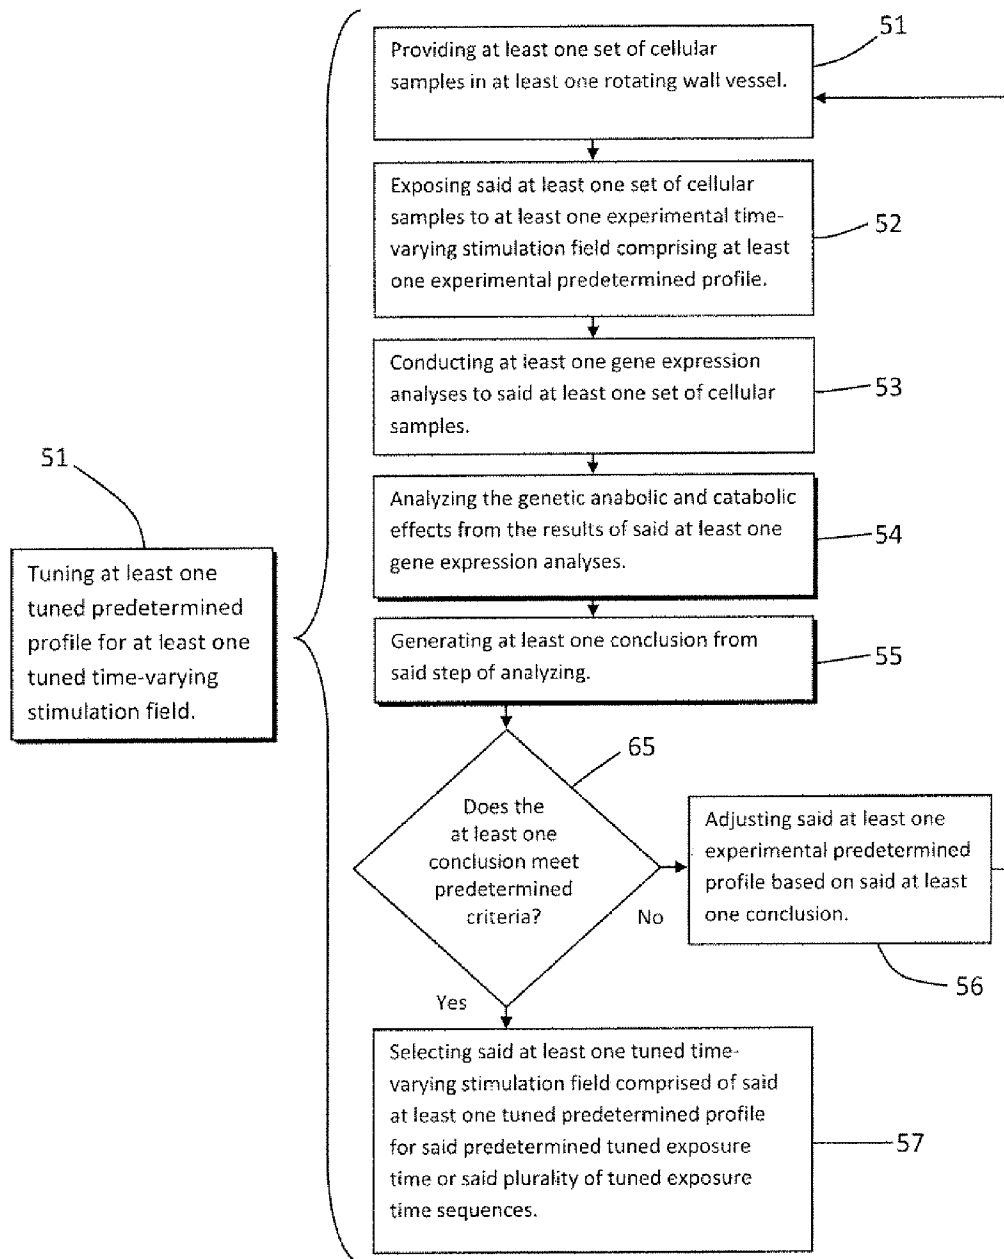 51
Tuning at least one
tuned predetermined
profile for at least one
tuned time-varying
stimulation field.
51
Providing at least one set of cellular
samples in at least one rotating wall vessel.
52
Exposing said at least one set of cellular
samples to at least one experimental time-
varying stimulation field comprising at least
one experimental predetermined profile.
53
Conducting at least one gene expression
analyses to said at least one set of cellular
samples.
54
Analyzing the genetic anabolic and catabolic
effects from the results of said at least one
gene expression analyses.
55
Generating at least one conclusion from
said step of analyzing.
65
Does the
at least one
conclusion meet
predetermined
criteria?
No
Yes
Adjusting said at least one
experimental predetermined
profile based on said at least
one conclusion.
56
Selecting said at least one tuned time-
varying stimulation field comprised of said
at least one tuned predetermined profile
for said predetermined tuned exposure
time or said plurality of tuned exposure
time sequences.
57